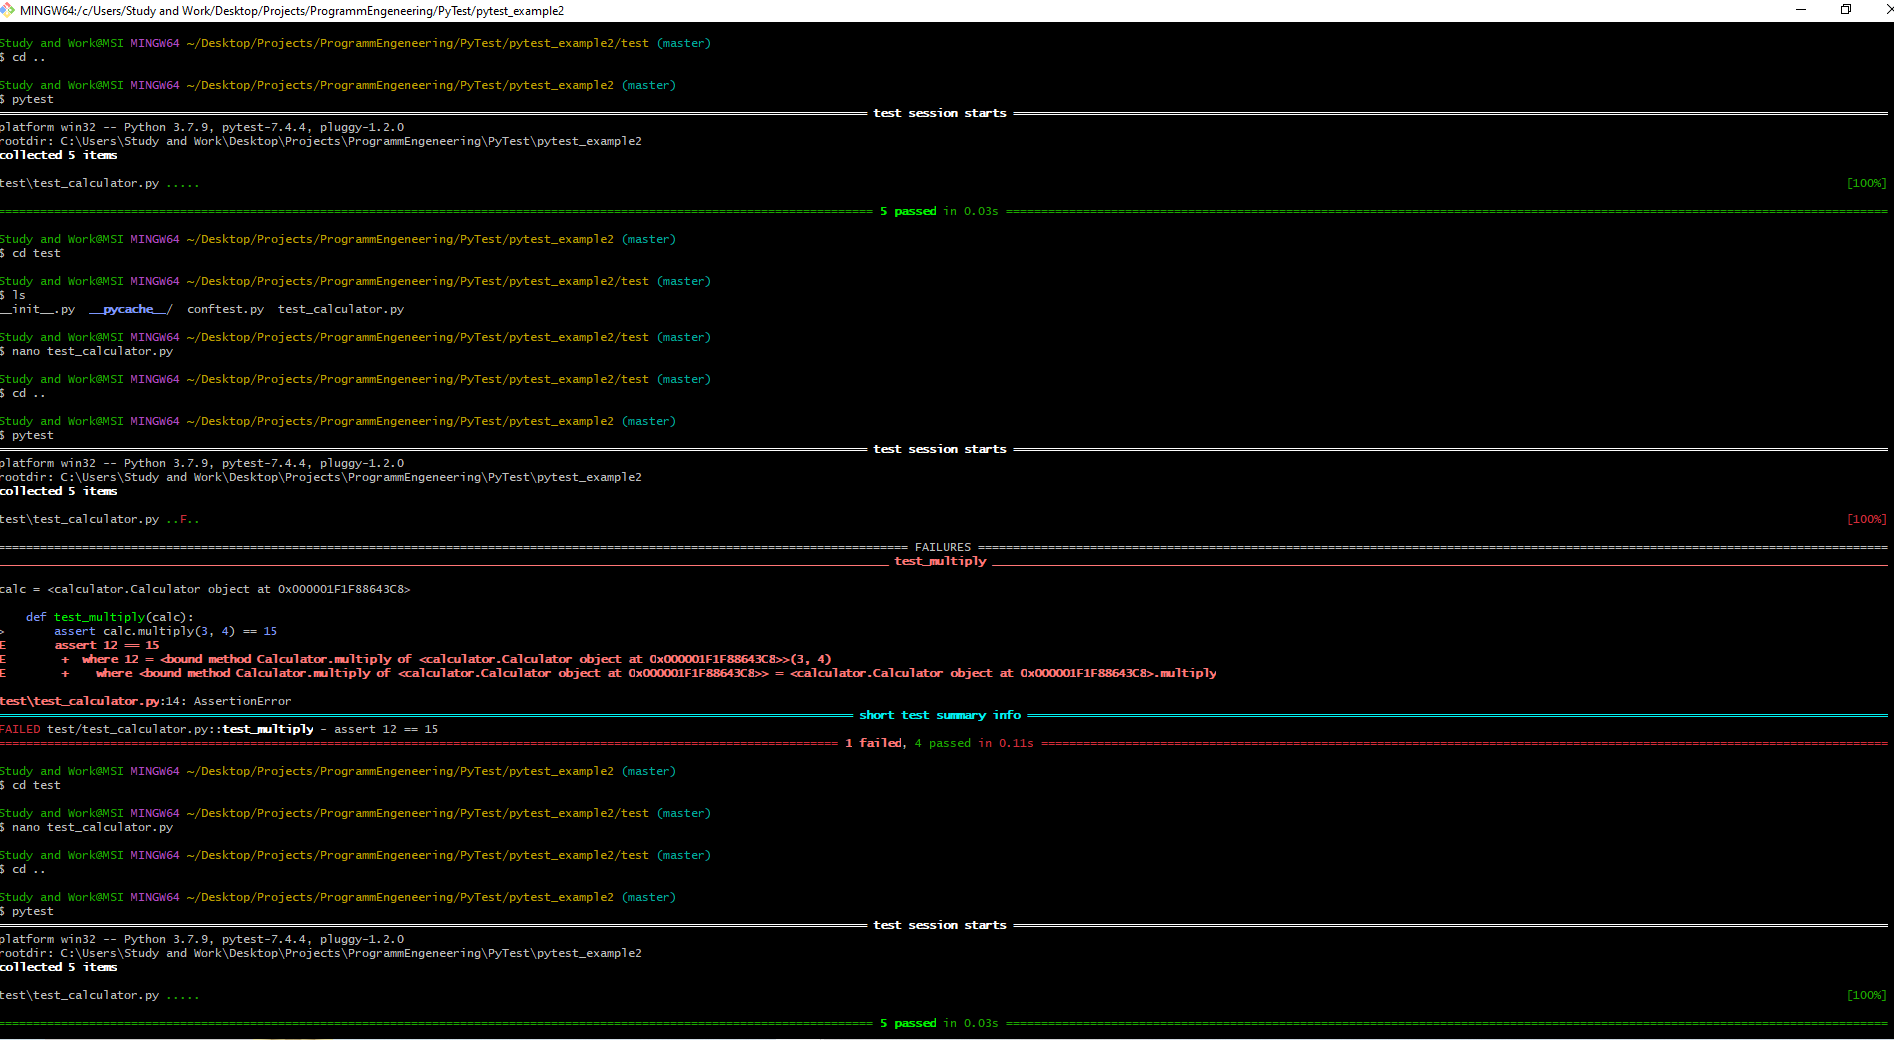 MINGW64:/c/Users/Study and Work/Desktop/Projects/ProgrammEngeneering/PyTest/pytest_example2
Study and Work@MSI MINGW64 ~/Desktop/Projects/ProgrammEngeneering/PyTest/pytest_example2/test (master)
$ cd ..
Study and Work@MSI MINGW64 ~/Desktop/Projects/ProgrammEngeneering/PyTest/pytest_example2 (master)
$ pytest
test session starts
platform win32 -- Python 3.7.9, pytest-7.4.4, pluggy-1.2.0
rootdir: C:\Users\Study and Work\Desktop\Projects\ProgrammEngeneering\PyTest\pytest_example2
collected 5 items
test\test_calculator.py ..... [100%]
5 passed in 0.03s
Study and Work@MSI MINGW64 ~/Desktop/Projects/ProgrammEngeneering/PyTest/pytest_example2 (master)
$ cd test
Study and Work@MSI MINGW64 ~/Desktop/Projects/ProgrammEngeneering/PyTest/pytest_example2/test (master)
$ ls
__init__.py  __pycache__/  conftest.py  test_calculator.py
Study and Work@MSI MINGW64 ~/Desktop/Projects/ProgrammEngeneering/PyTest/pytest_example2/test (master)
$ nano test_calculator.py
Study and Work@MSI MINGW64 ~/Desktop/Projects/ProgrammEngeneering/PyTest/pytest_example2/test (master)
$ cd ..
Study and Work@MSI MINGW64 ~/Desktop/Projects/ProgrammEngeneering/PyTest/pytest_example2 (master)
$ pytest
test session starts
platform win32 -- Python 3.7.9, pytest-7.4.4, pluggy-1.2.0
rootdir: C:\Users\Study and Work\Desktop\Projects\ProgrammEngeneering\PyTest\pytest_example2
collected 5 items
test\test_calculator.py ..F.. [100%]
FAILURES
test_multiply
calc = <calculator.Calculator object at 0x000001F1F88643C8>
def test_multiply(calc):
> assert calc.multiply(3, 4) == 15
E assert 12 == 15
E + where 12 = <bound method Calculator.multiply of <calculator.Calculator object at 0x000001F1F88643C8>>(3, 4)
E + where <bound method Calculator.multiply of <calculator.Calculator object at 0x000001F1F88643C8>> = <calculator.Calculator object at 0x000001F1F88643C8>.multiply
test\test_calculator.py:14: AssertionError
short test summary info
FAILED test/test_calculator.py::test_multiply - assert 12 == 15
1 failed, 4 passed in 0.11s
Study and Work@MSI MINGW64 ~/Desktop/Projects/ProgrammEngeneering/PyTest/pytest_example2 (master)
$ cd test
Study and Work@MSI MINGW64 ~/Desktop/Projects/ProgrammEngeneering/PyTest/pytest_example2/test (master)
$ nano test_calculator.py
Study and Work@MSI MINGW64 ~/Desktop/Projects/ProgrammEngeneering/PyTest/pytest_example2/test (master)
$ cd ..
Study and Work@MSI MINGW64 ~/Desktop/Projects/ProgrammEngeneering/PyTest/pytest_example2 (master)
$ pytest
test session starts
platform win32 -- Python 3.7.9, pytest-7.4.4, pluggy-1.2.0
rootdir: C:\Users\Study and Work\Desktop\Projects\ProgrammEngeneering\PyTest\pytest_example2
collected 5 items
test\test_calculator.py ..... [100%]
5 passed in 0.03s